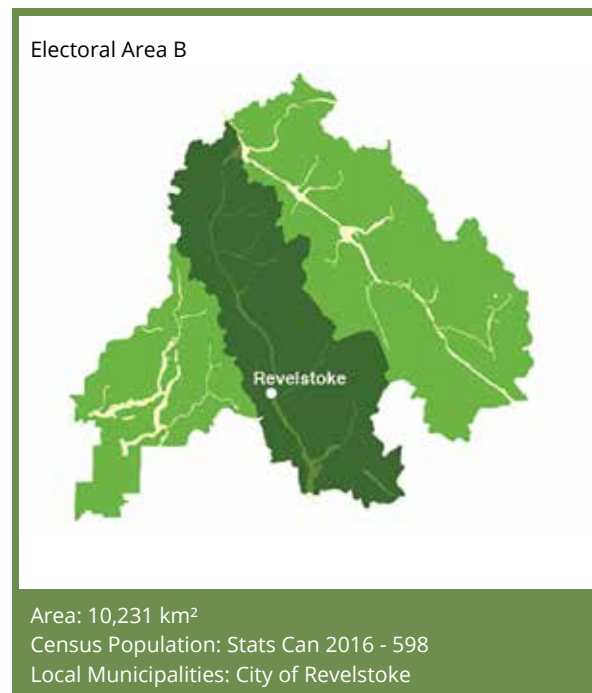 Electoral Area B
Revelstoke
Area: 10,231 km²
Census Population: Stats Can 2016 - 598
Local Municipalities: City of Revelstoke